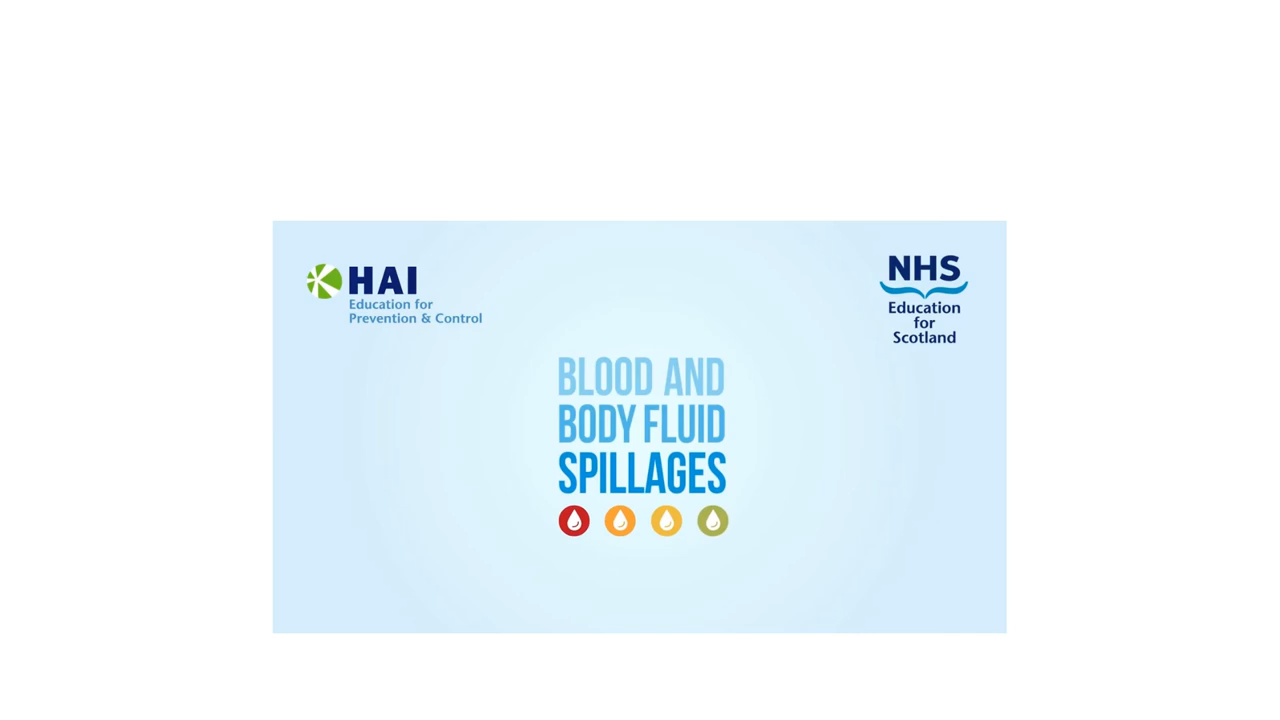 HAI
Education for
Prevention & Control
NHS
Education
for
Scotland
BLOOD AND
BODY FLUID
SPILLAGES